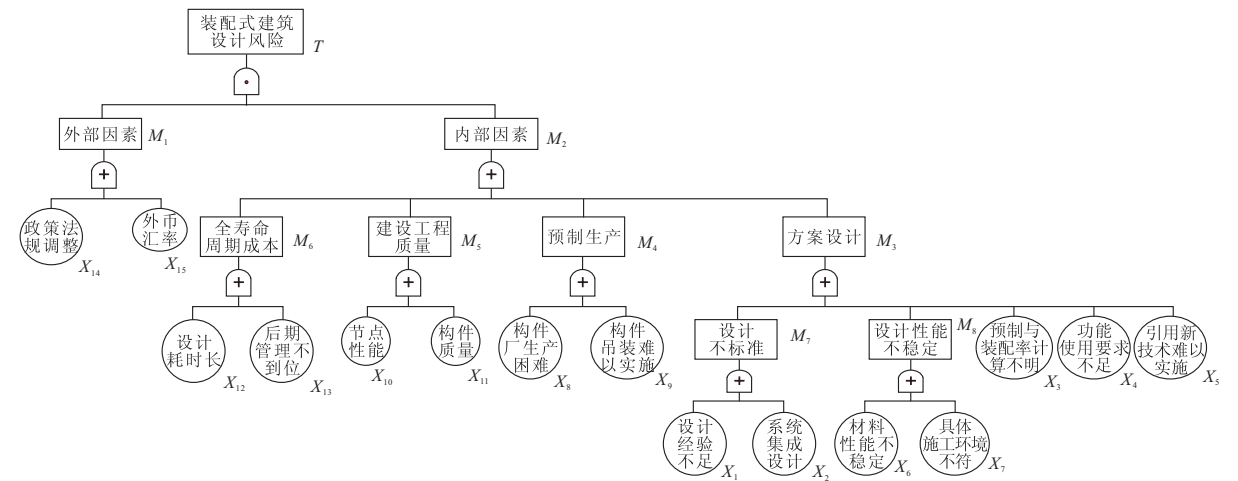 装配式建筑
设计风险
T
•
外部因素
M₁
内部因素
M₂
+
+
政策法
规调整
X₁₄
外币
汇率
X₁₅
全寿命
周期成本
M₆
建设工程
质量
M₅
预制生产
M₄
方案设计
M₃
+
+
+
+
设计
耗时长
X₁₂
后期
管理不
到位
X₁₃
节点
性能
X₁₀
构件
质量
X₁₁
构件
厂生产
困难
X₈
构件
吊装难
以实施
X₉
设计
不标准
M₇
设计性能
不稳定
M₈
预制与
装配率计
算不明
X₃
功能
使用要求
不足
X₄
引用新
技术难以
实施
X₅
+
+
设计
经验
不足
X₁
系统
集成
设计
X₂
材料
性能不
稳定
X₆
具体
施工环境
不符
X₇